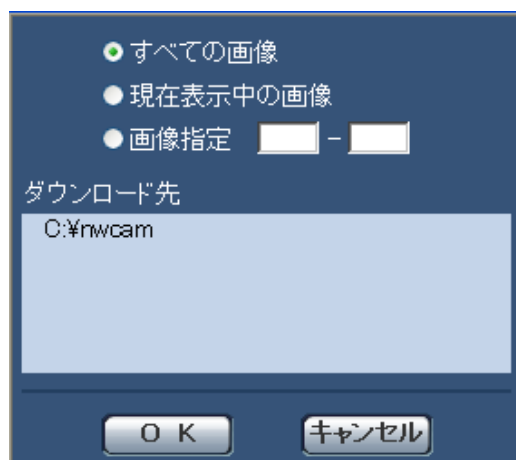 すべての画像
現在表示中の画像
画像指定 -
ダウンロード先
C:¥nwcam
OK キャンセル